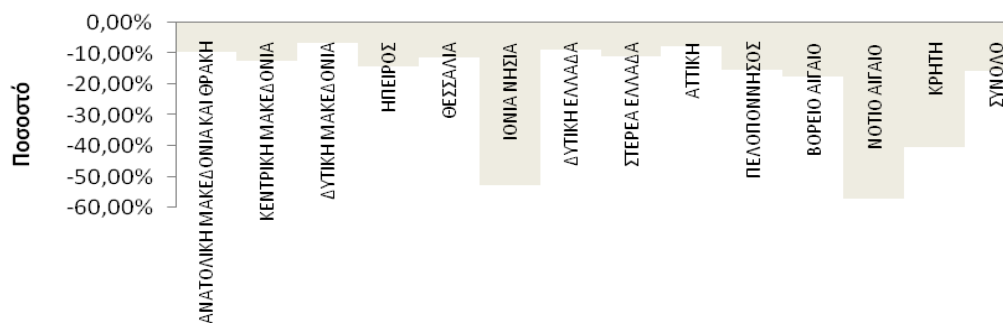 0,00%
-10,00%
-20,00%
-30,00%
-40,00%
-50,00%
-60,00%
Ποσοστό
ΑΝΑΤΟΛΙΚΗ ΜΑΚΕΔΟΝΙΑ ΚΑΙ ΘΡΑΚΗ
ΚΕΝΤΡΙΚΗ ΜΑΚΕΔΟΝΙΑ
ΔΥΤΙΚΗ ΜΑΚΕΔΟΝΙΑ
ΗΠΕΙΡΟΣ
ΘΕΣΣΑΛΙΑ
ΙΟΝΙΑ ΝΗΣΙΑ
ΔΥΤΙΚΗ ΕΛΛΑΔΑ
ΣΤΕΡΕΑ ΕΛΛΑΔΑ
ΑΤΤΙΚΗ
ΠΕΛΟΠΟΝΝΗΣΟΣ
ΒΟΡΕΙΟ ΑΙΓΑΙΟ
ΝΟΤΙΟ ΑΙΓΑΙΟ
ΚΡΗΤΗ
ΣΥΝΟΛΟ